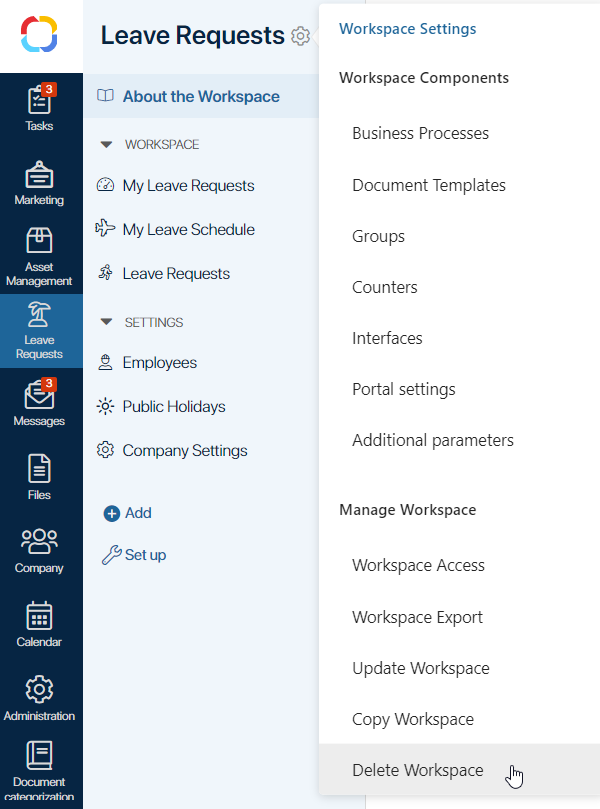 3
Tasks
Marketing
Asset
Management
Leave
Requests
3
Messages
Files
Company
Calendar
Administration
Document
categorization
Leave Requests
About the Workspace
WORKSPACE
My Leave Requests
My Leave Schedule
Leave Requests
SETTINGS
Employees
Public Holidays
Company Settings
Add
Set up
Workspace Settings
Workspace Components
Business Processes
Document Templates
Groups
Counters
Interfaces
Portal settings
Additional parameters
Manage Workspace
Workspace Access
Workspace Export
Update Workspace
Copy Workspace
Delete Workspace